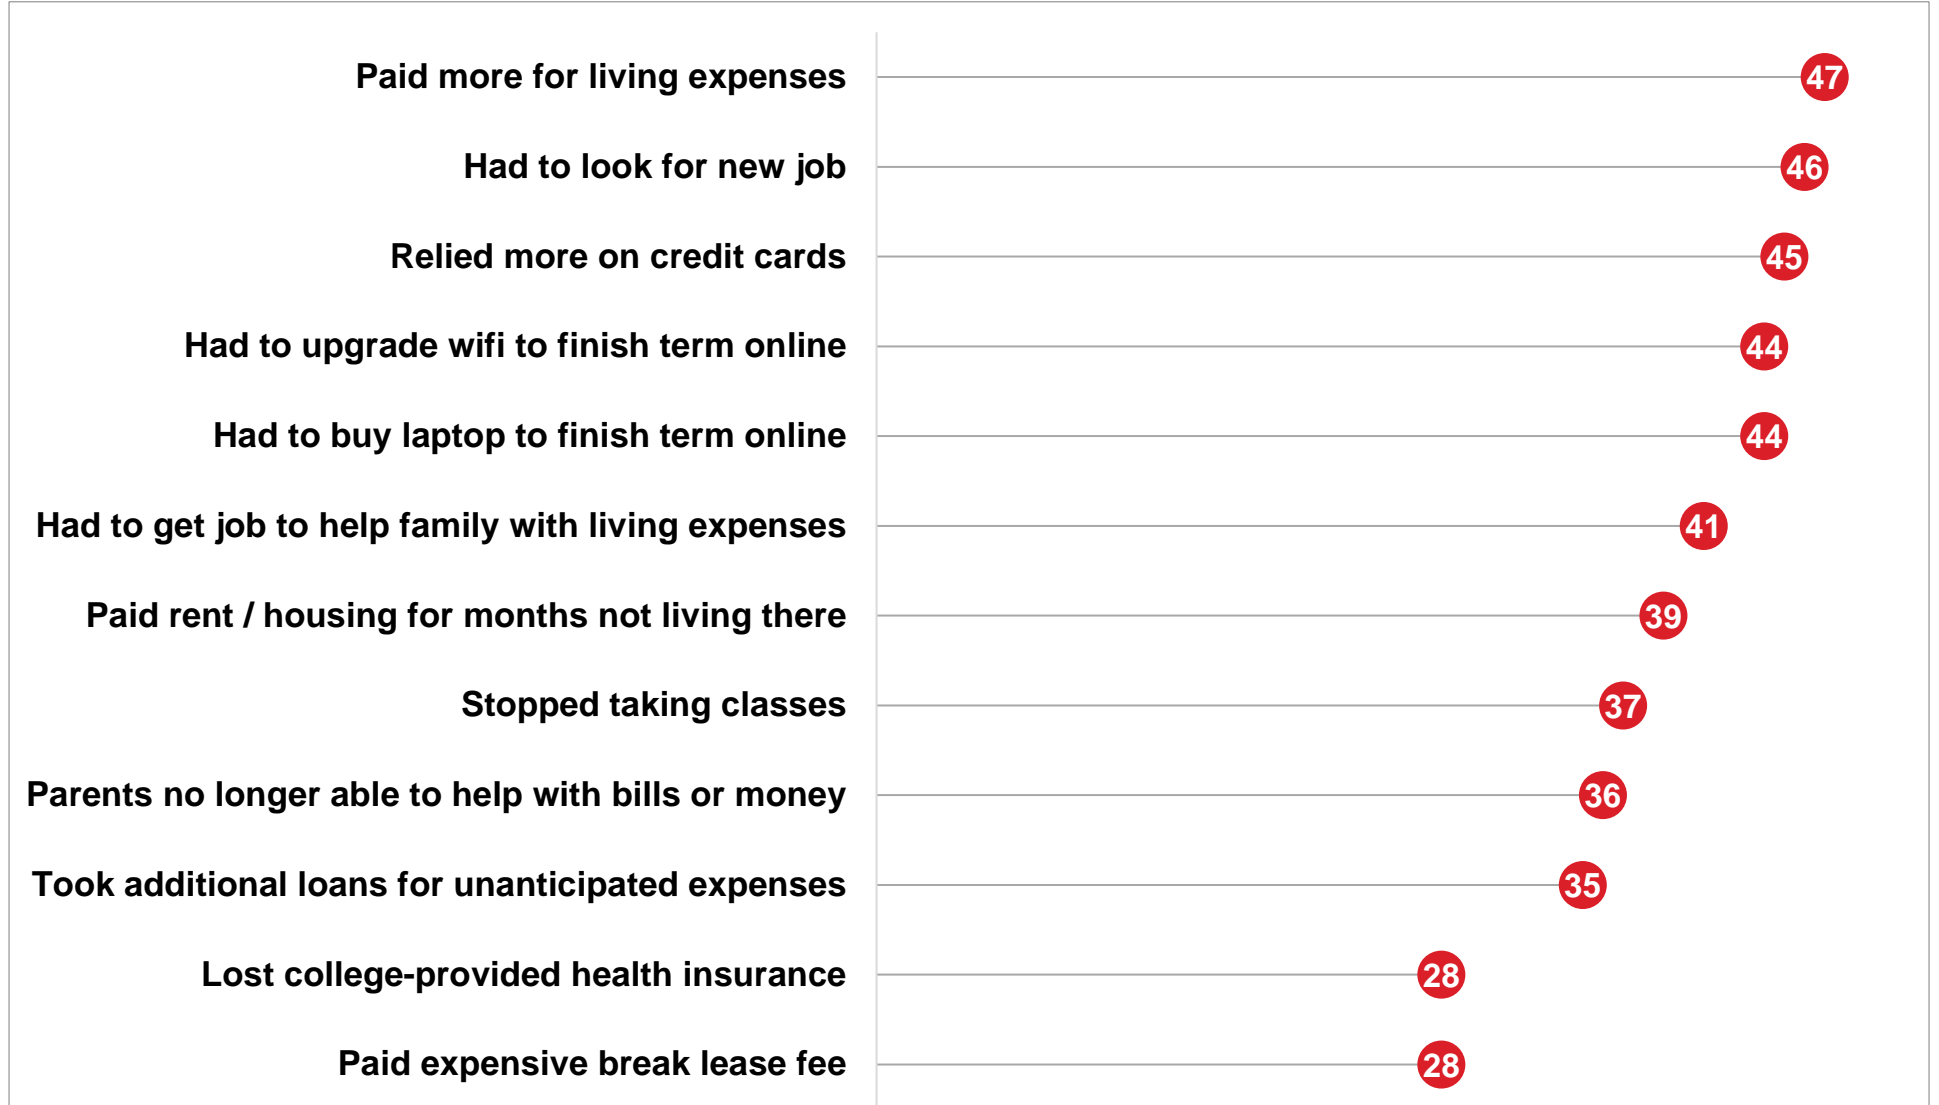 Paid more for living expenses 47
Had to look for new job 46
Relied more on credit cards 45
Had to upgrade wifi to finish term online 44
Had to buy laptop to finish term online 44
Had to get job to help family with living expenses 41
Paid rent / housing for months not living there 39
Stopped taking classes 37
Parents no longer able to help with bills or money 36
Took additional loans for unanticipated expenses 35
Lost college-provided health insurance 28
Paid expensive break lease fee 28